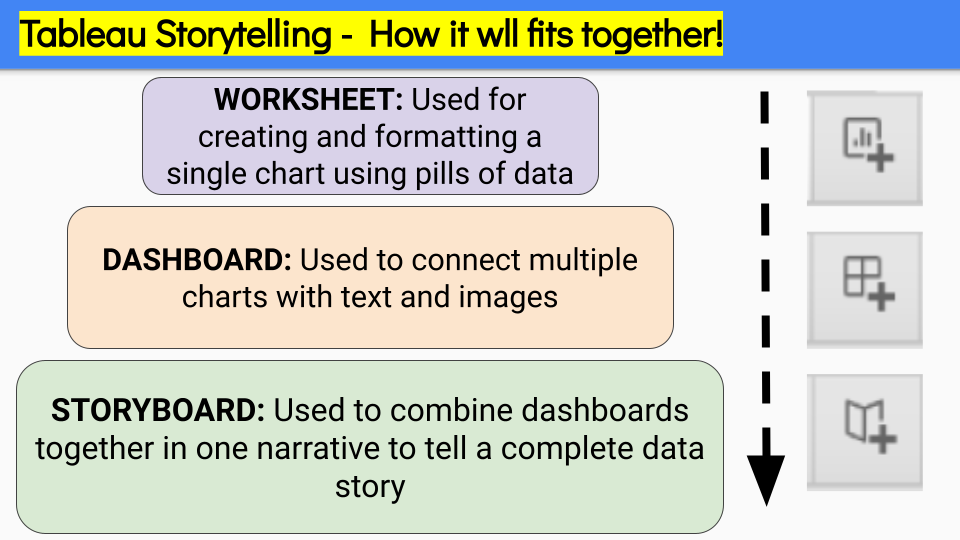 Tableau Storytelling - How it wll fits together!
WORKSHEET: Used for
creating and formatting a
single chart using pills of data
DASHBOARD: Used to connect multiple
charts with text and images
STORYBOARD: Used to combine dashboards
together in one narrative to tell a complete data
story